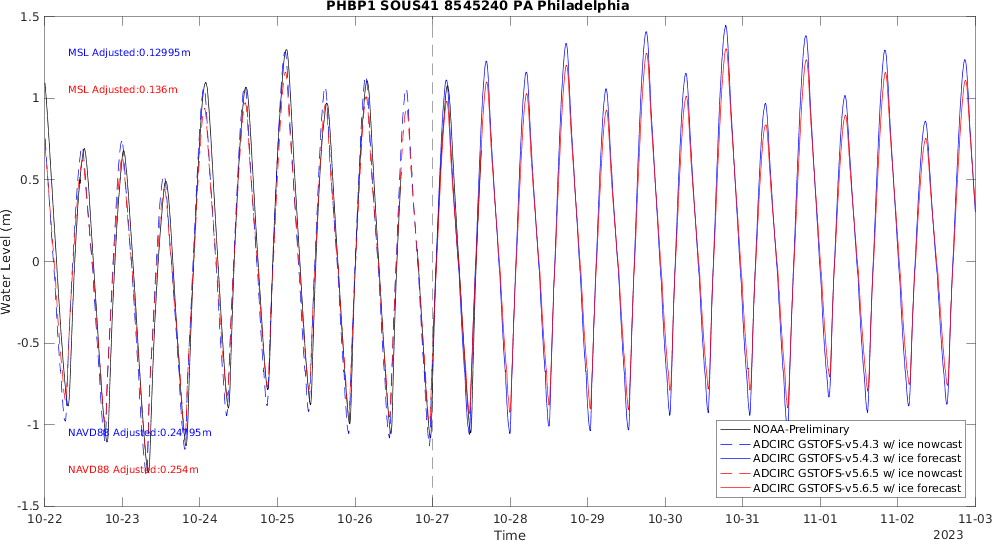 PHBP1 SOUS41 8545240 PA Philadelphia
1.5
1
0.5
0
-0.5
-1
-1.5
Water Level (m)
MSL Adjusted:0.12995m
MSL Adjusted:0.136m
NAVD88 Adjusted:0.24795m
NAVD88 Adjusted:0.254m
NOAA-Preliminary
ADCIRC GSTOFS-v5.4.3 w/ ice nowcast
ADCIRC GSTOFS-v5.4.3 w/ ice forecast
ADCIRC GSTOFS-v5.6.5 w/ ice nowcast
ADCIRC GSTOFS-v5.6.5 w/ ice forecast
10-22 10-23 10-24 10-25 10-26 10-27 10-28 10-29 10-30 10-31 11-01 11-02 11-03
Time
2023